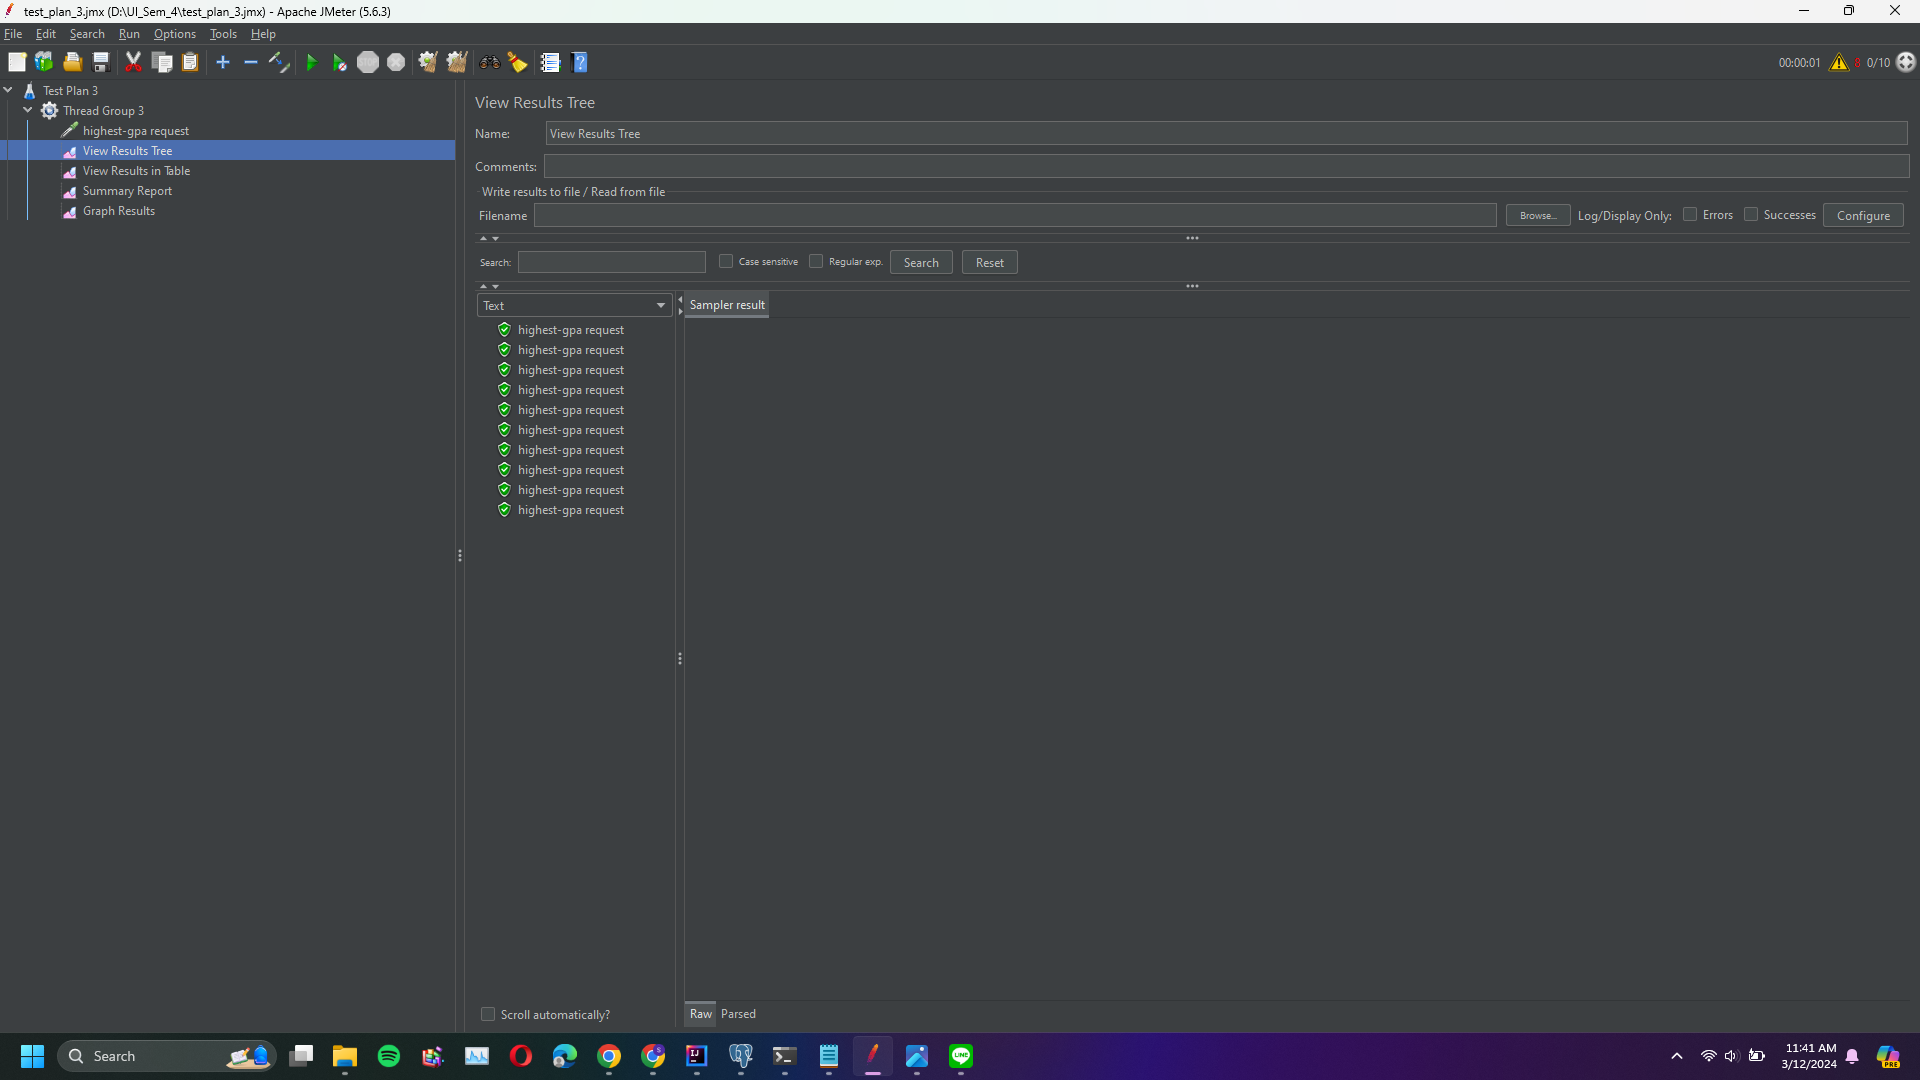 test_plan_3.jmx (D:\UI_Sem_4\test_plan_3.jmx) - Apache JMeter (5.6.3)
File Edit Search Run Options Tools Help
STOP
00:00:01 8 0/10
Test Plan 3
Thread Group 3
highest-gpa request
View Results Tree
View Results in Table
Summary Report
Graph Results
View Results Tree
Name: View Results Tree
Comments:
Write results to file / Read from file
Filename Browse... Log/Display Only: Errors Successes Configure
Search: Case sensitive Regular exp. Search Reset
Text
Sampler result
highest-gpa request
highest-gpa request
highest-gpa request
highest-gpa request
highest-gpa request
highest-gpa request
highest-gpa request
highest-gpa request
highest-gpa request
highest-gpa request
Scroll automatically?
Raw Parsed
Search
IJ
LINE
11:41 AM
3/12/2024
PRE